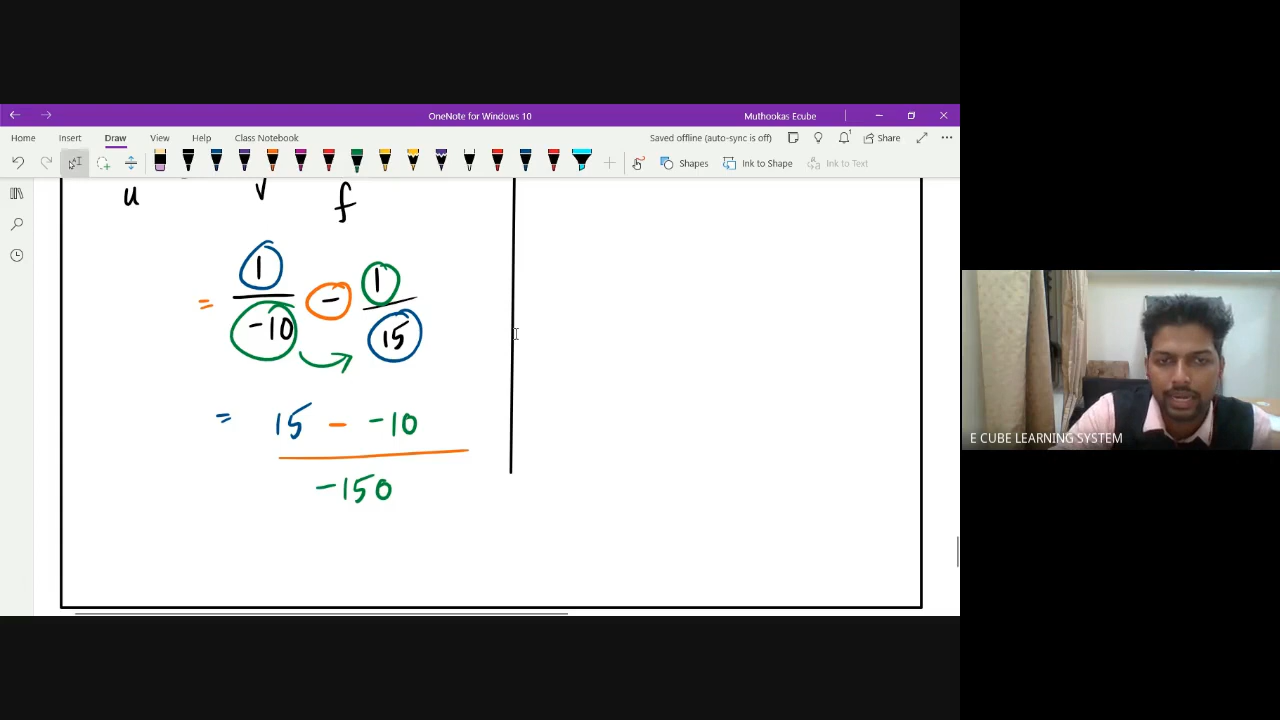 OneNote for Windows 10
Muthookas Ecube
Home Insert Draw View Help Class Notebook
Saved offline (auto-sync is off)
Share
Shapes
Ink to Shape
Ink to Text
u v f
= 1/-10 - 1/15
= 15 - -10
-150
E CUBE LEARNING SYSTEM